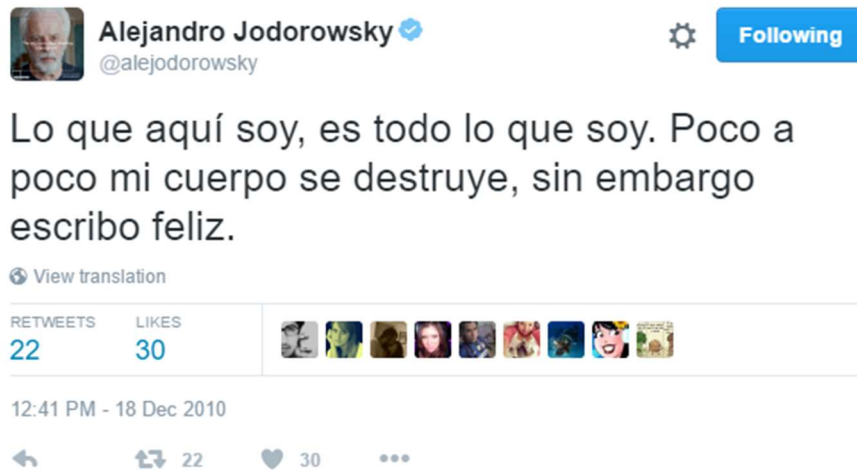 Alejandro Jodorowsky
@alejodorowsky
Following
Lo que aquí soy, es todo lo que soy. Poco a
poco mi cuerpo se destruye, sin embargo
escribo feliz.
View translation
RETWEETS LIKES
22 30
12:41 PM - 18 Dec 2010
22 30